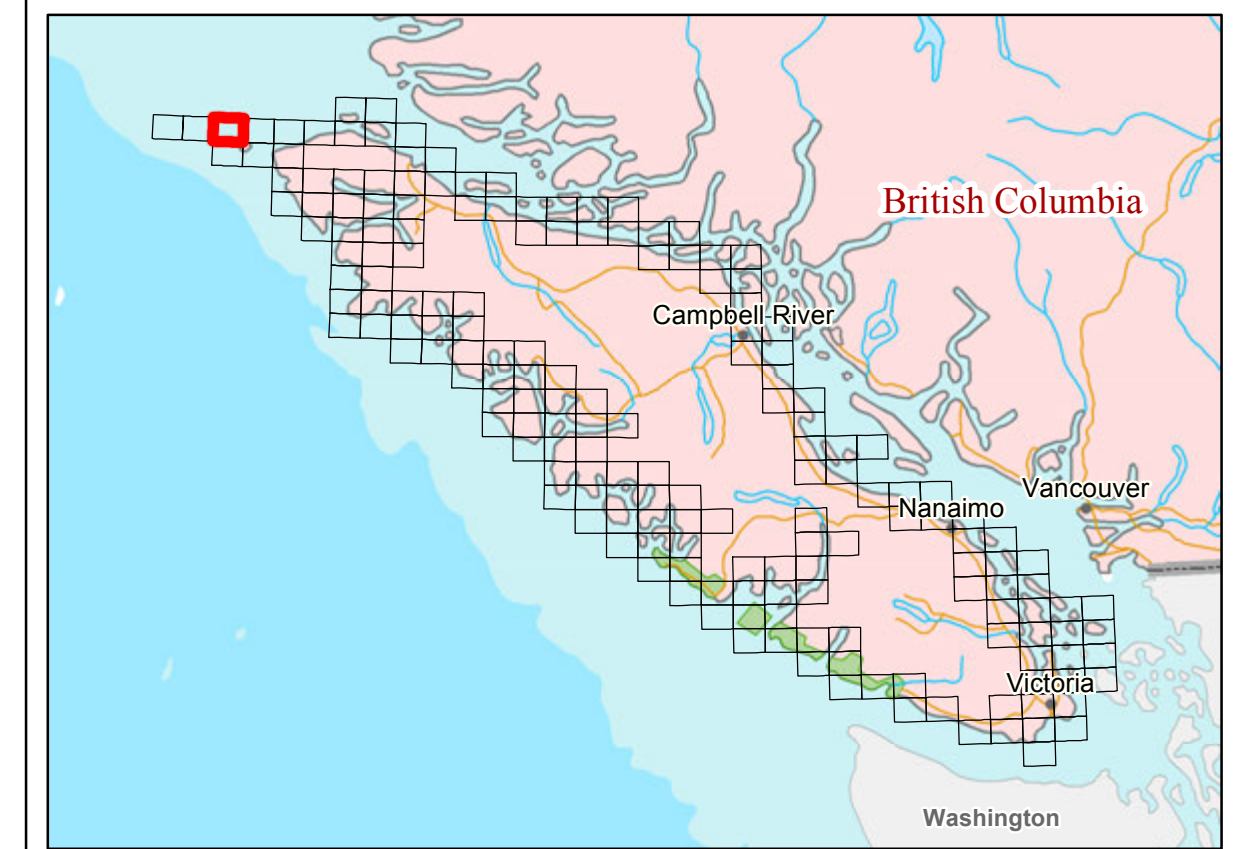 British Columbia
Campbell River
Vancouver
Nanaimo
Victoria
Washington